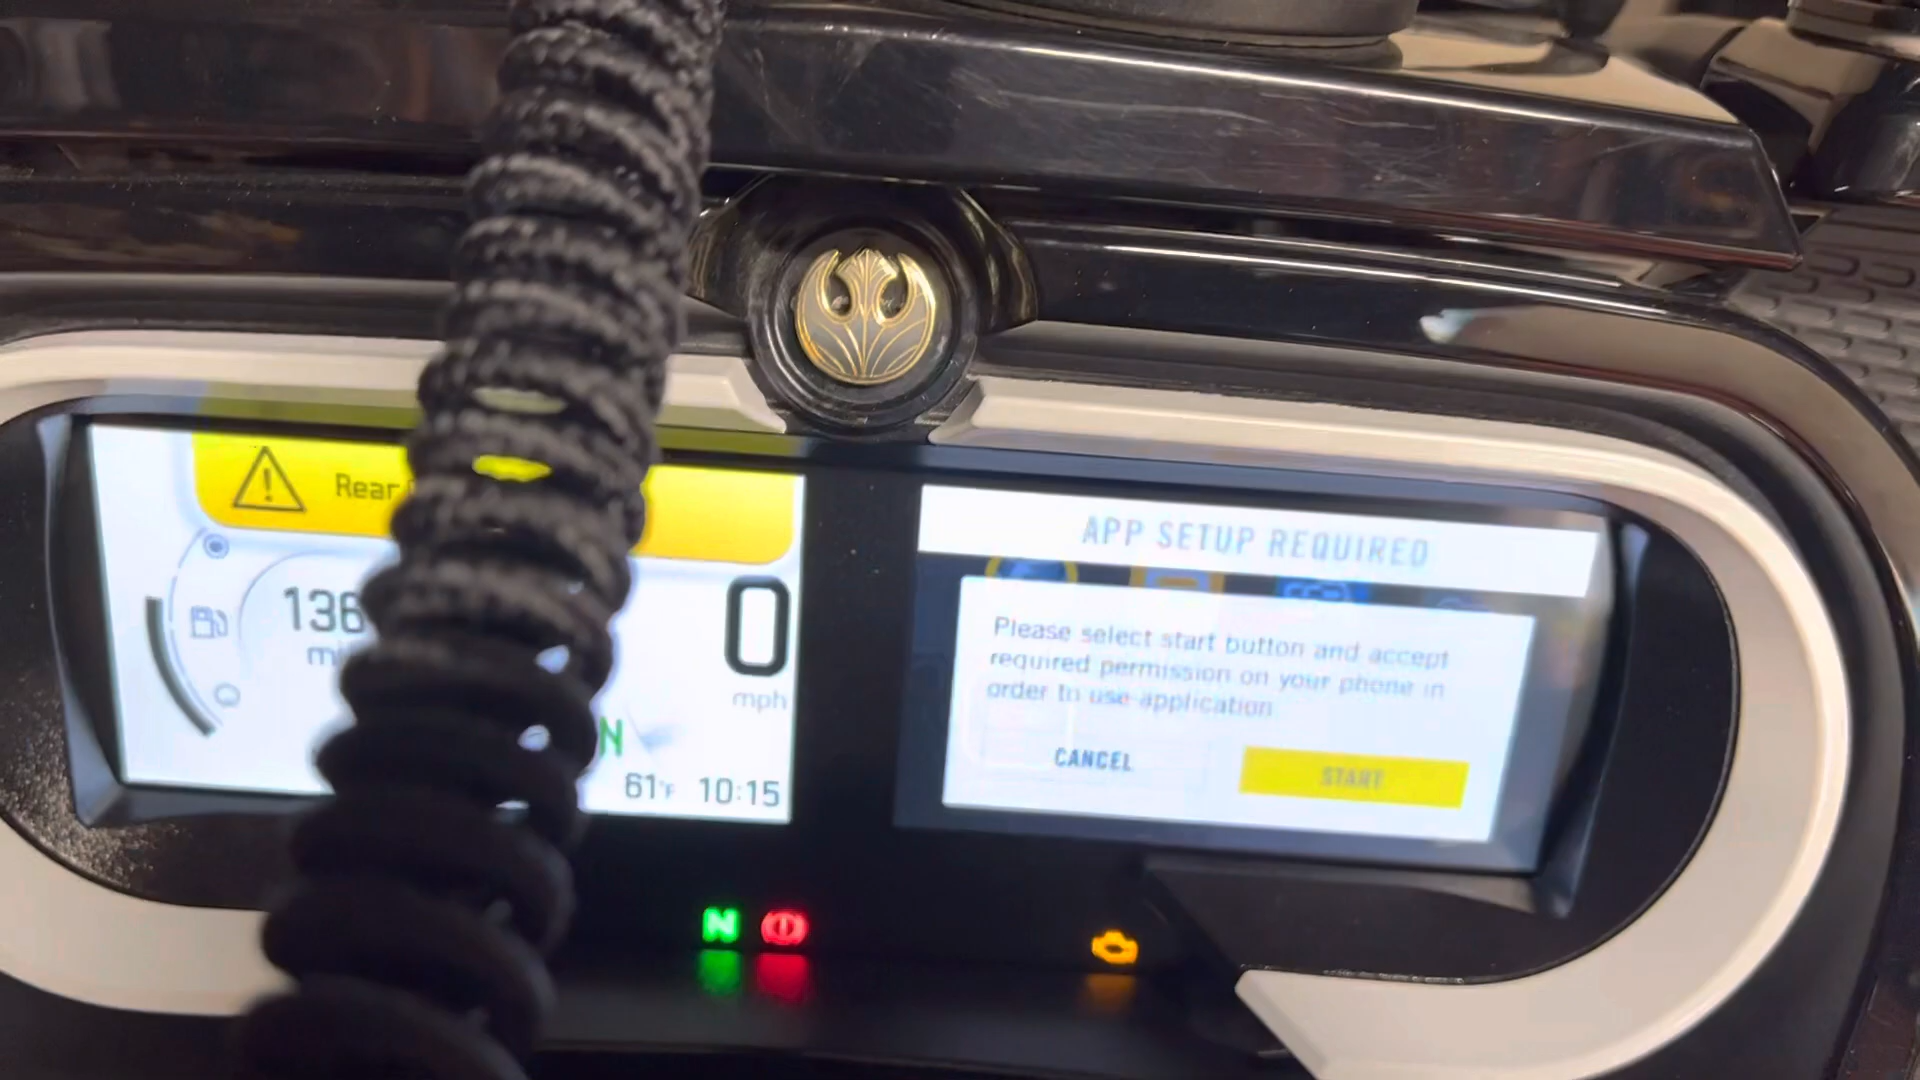 Rear
136
0
mph
N
61°F 10:15
APP SETUP REQUIRED
Please select start button and accept
required permission on your phone in
order to use application
CANCEL
START
N